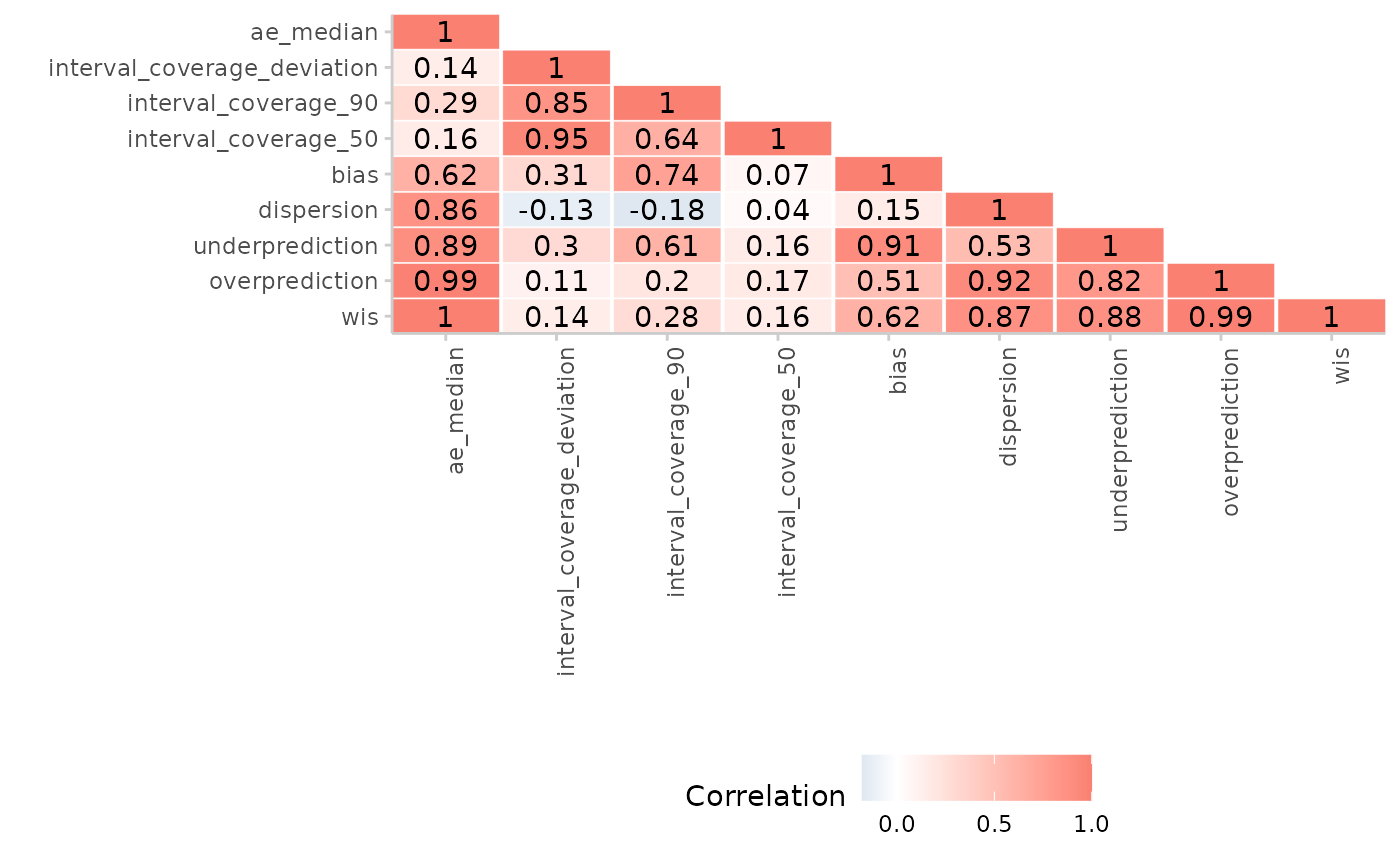 ae_median 1
interval_coverage_deviation 0.14 1
interval_coverage_90 0.29 0.85 1
interval_coverage_50 0.16 0.95 0.64 1
bias 0.62 0.31 0.74 0.07 1
dispersion 0.86 -0.13 -0.18 0.04 0.15 1
underprediction 0.89 0.3 0.61 0.16 0.91 0.53 1
overprediction 0.99 0.11 0.2 0.17 0.51 0.92 0.82 1
wis 1 0.14 0.28 0.16 0.62 0.87 0.88 0.99 1
ae_median
interval_coverage_deviation
interval_coverage_90
interval_coverage_50
bias
dispersion
underprediction
overprediction
wis
Correlation
0.0 0.5 1.0